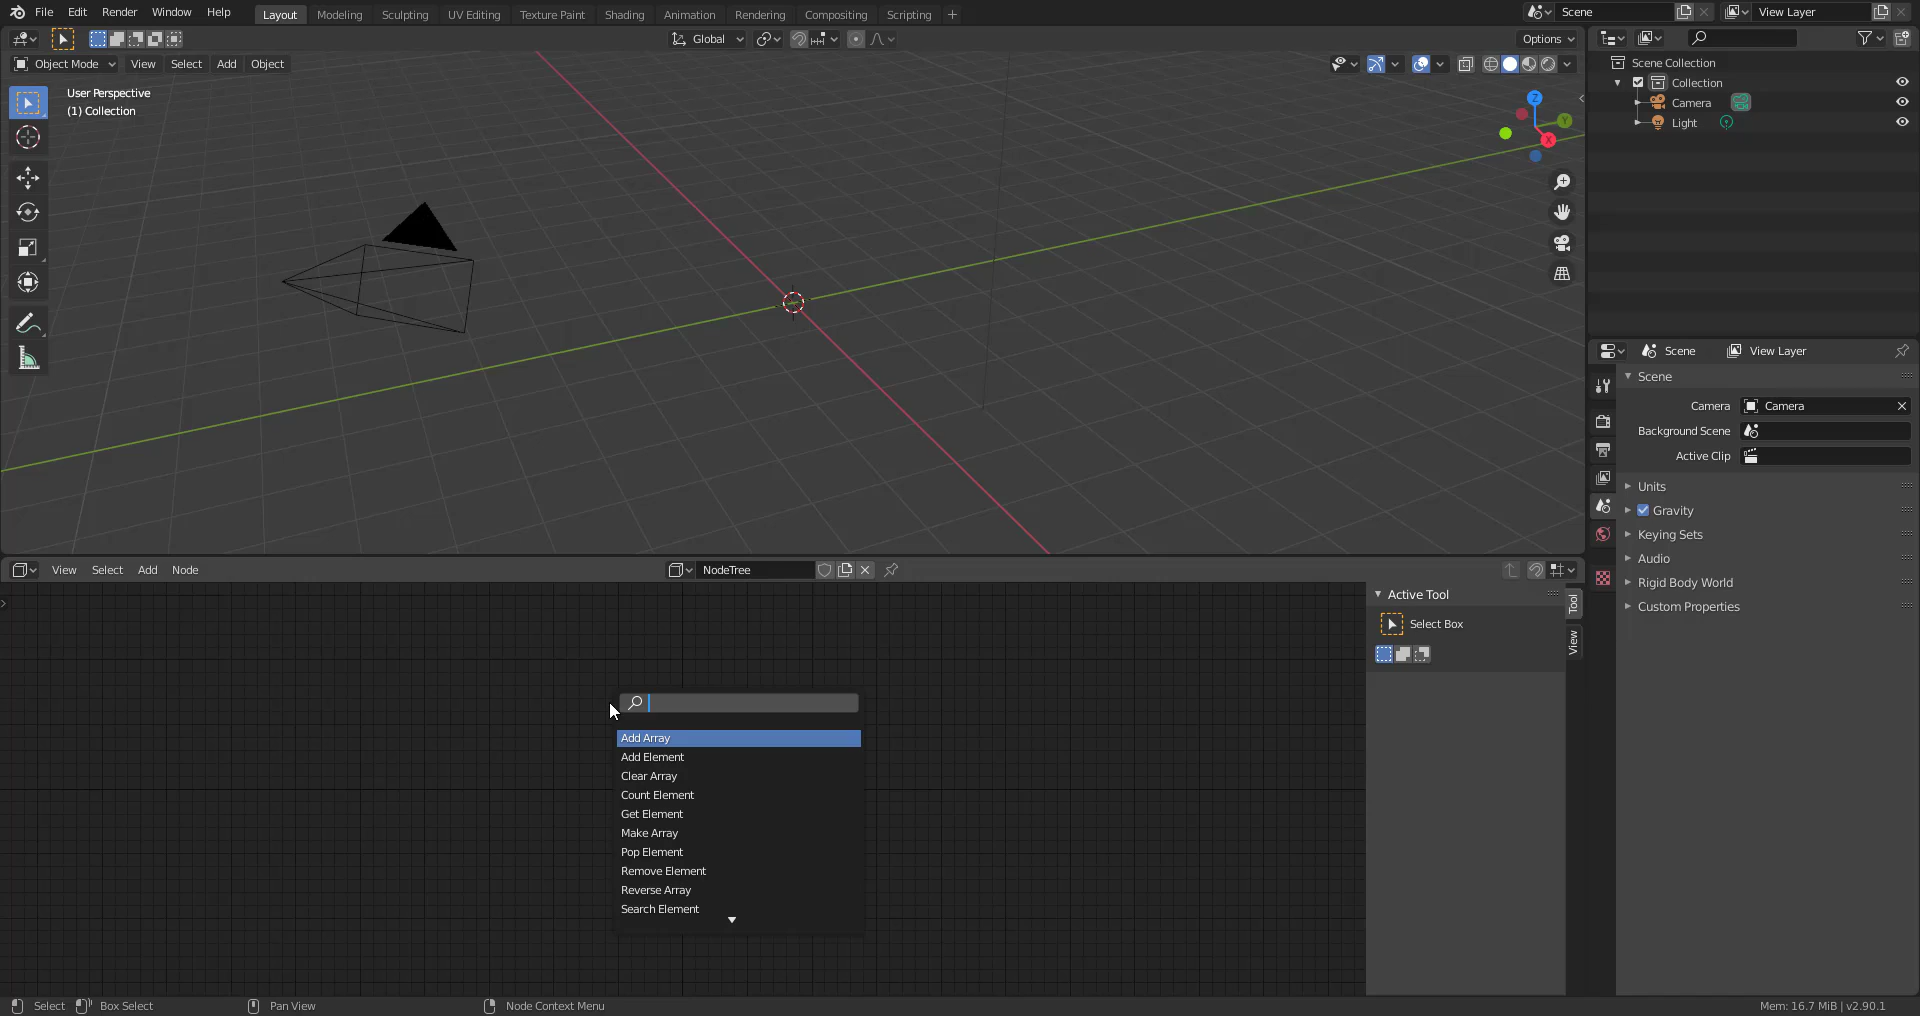 File Edit Render Window Help Layout Modeling Sculpting UV Editing Texture Paint Shading Animation Rendering Compositing Scripting + Scene View Layer
Global Options
Object Mode View Select Add Object
User Perspective
(1) Collection
Z
Y
X
Scene Collection
Collection
Camera
Light
Scene View Layer
Scene
Camera Camera
Background Scene
Active Clip
Units
Gravity
Keying Sets
Audio
Rigid Body World
Custom Properties
View Select Add Node NodeTree
Active Tool
Select Box
Tool
View
Add Array
Add Element
Clear Array
Count Element
Get Element
Make Array
Pop Element
Remove Element
Reverse Array
Search Element
Select Box Select Pan View Node Context Menu Mem: 16.7 MiB | v2.90.1